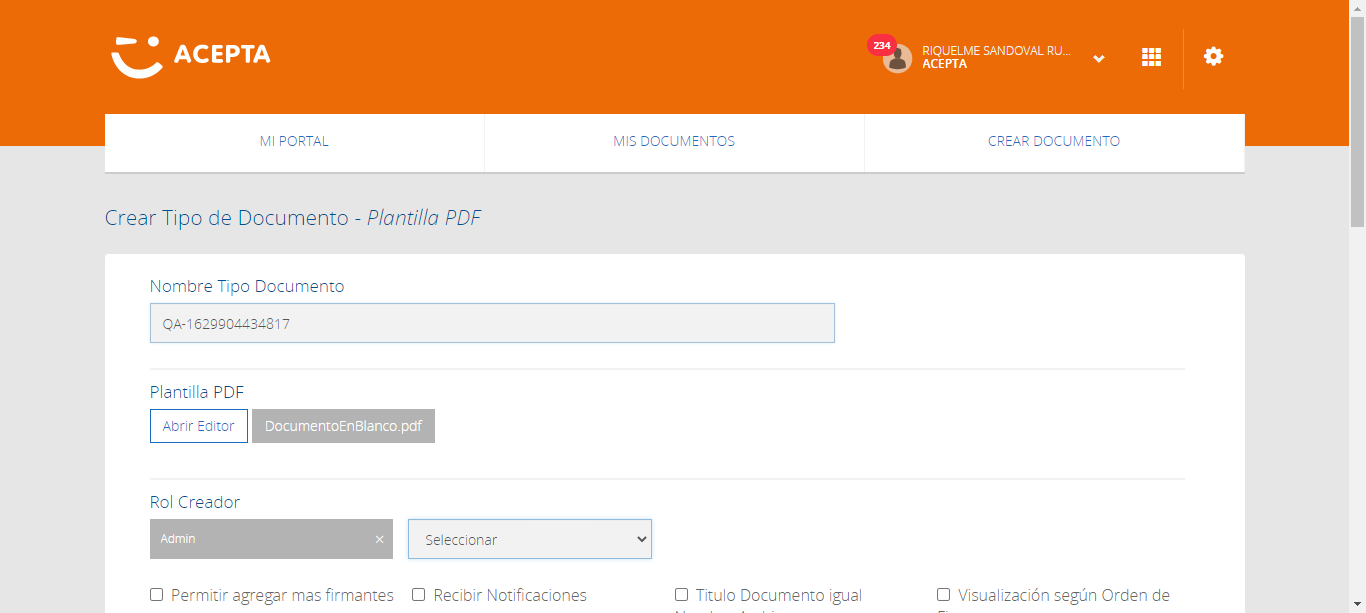 ACEPTA
234
RIQUELME SANDOVAL RU...
ACEPTA
MI PORTAL
MIS DOCUMENTOS
CREAR DOCUMENTO
Crear Tipo de Documento - Plantilla PDF
Nombre Tipo Documento
QA-1629904434817
Plantilla PDF
Abrir Editor
DocumentoEnBlanco.pdf
Rol Creador
Admin ×
Seleccionar
Permitir agregar mas firmantes
Recibir Notificaciones
Titulo Documento igual
Visualización según Orden de